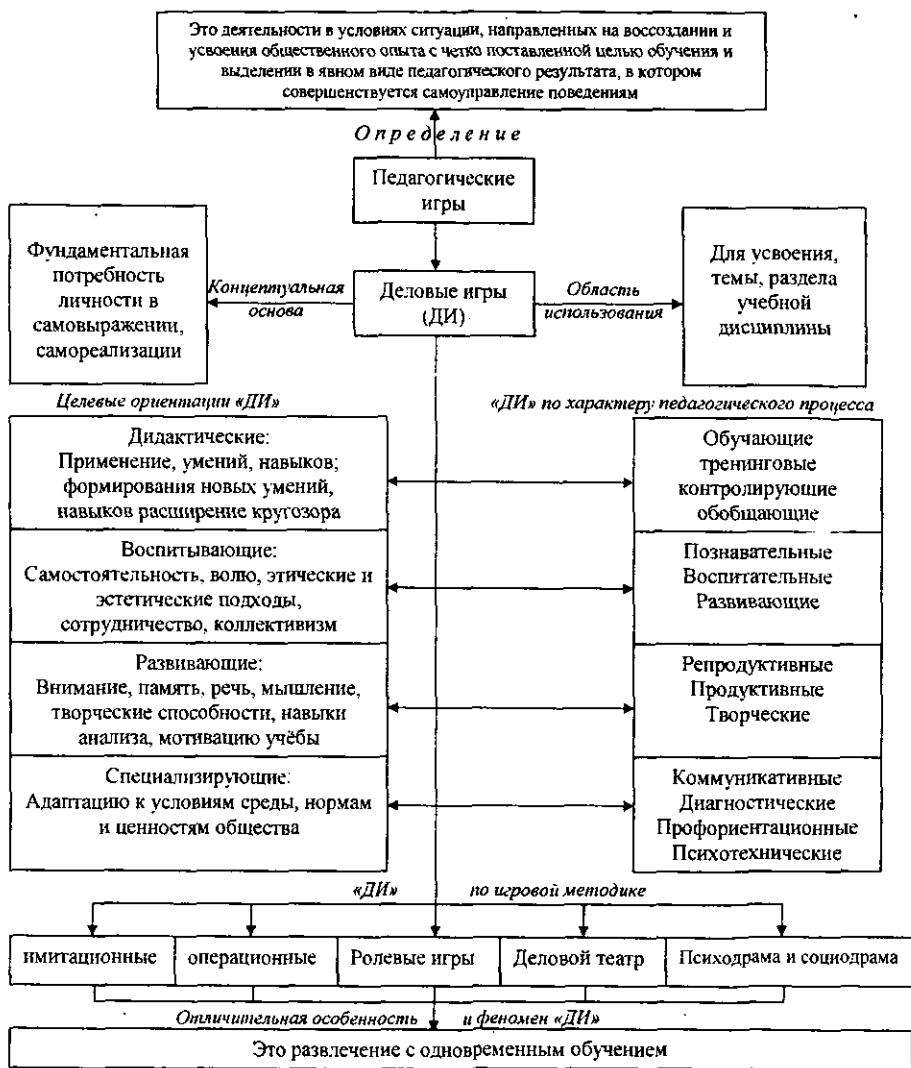 Это деятельности в условиях ситуации, направленных на воссоздании и
усвоения общественного опыта с четко поставленной целью обучения и
выделении в явном виде педагогического результата, в котором
совершенствуется самоуправление поведениям
Определение
Педагогические
игры
Фундаментальная
потребность
личности в
самовыражении,
самореализации
Концептуальная
основа
Деловые игры
(ДИ)
Область
использования
Для усвоения,
темы, раздела
учебной
дисциплины
Целевые ориентации «ДИ»
«ДИ» по характеру педагогического процесса
Дидактические:
Применение, умений, навыков;
формирования новых умений,
навыков расширение кругозора
Обучающие
тренинговые
контролирующие
обобщающие
Воспитывающие:
Самостоятельность, волю, этические и
эстетические подходы,
сотрудничество, коллективизм
Познавательные
Воспитательные
Развивающие
Развивающие:
Внимание, память, речь, мышление,
творческие способности, навыки
анализа, мотивацию учёбы
Репродуктивные
Продуктивные
Творческие
Специализирующие:
Адаптацию к условиям среды, нормам
и ценностям общества
Коммуникативные
Диагностические
Профориентационные
Психотехнические
«ДИ» по игровой методике
имитационные
операционные
Ролевые игры
Деловой театр
Психодрама и социодрама
Отличительная особенность и феномен «ДИ»
Это развлечение с одновременным обучением